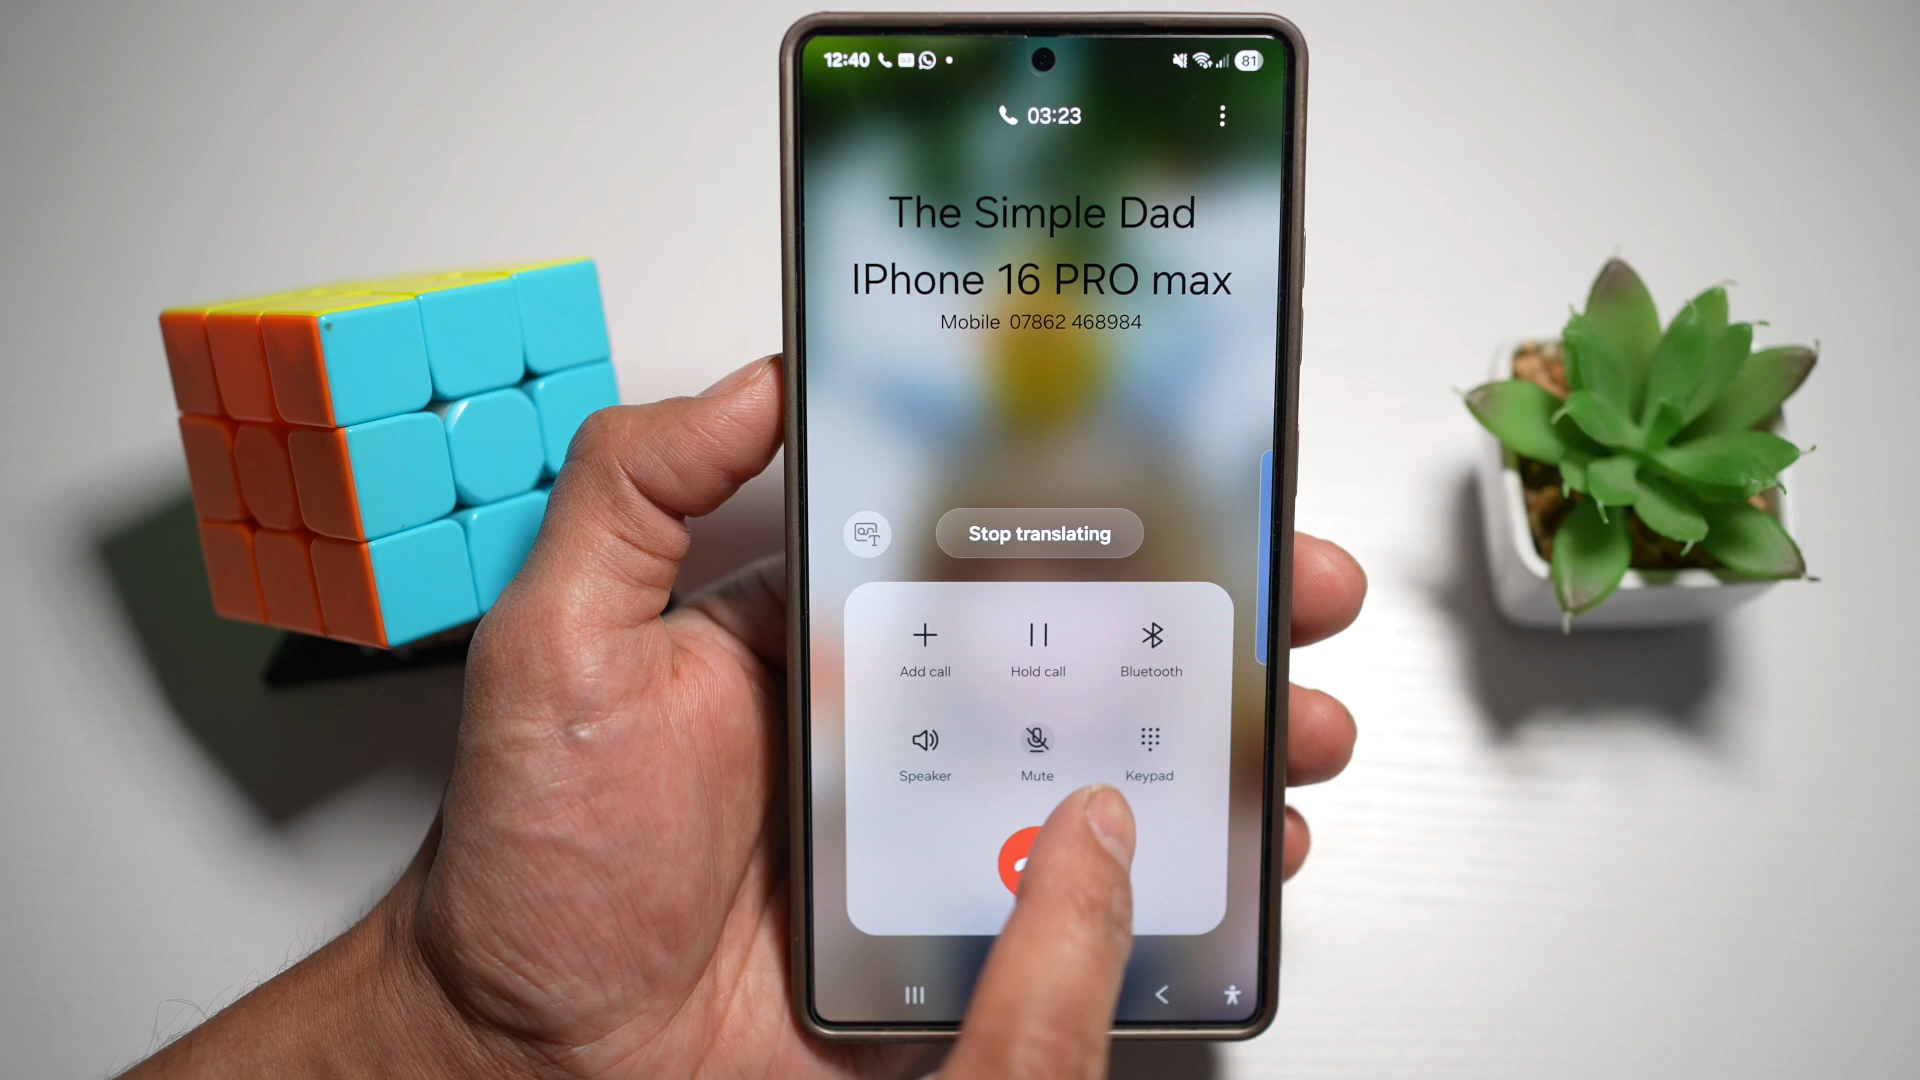 12:40
81
03:23
The Simple Dad
IPhone 16 PRO max
Mobile 07862 468984
Stop translating
Add call
Hold call
Bluetooth
Speaker
Mute
Keypad